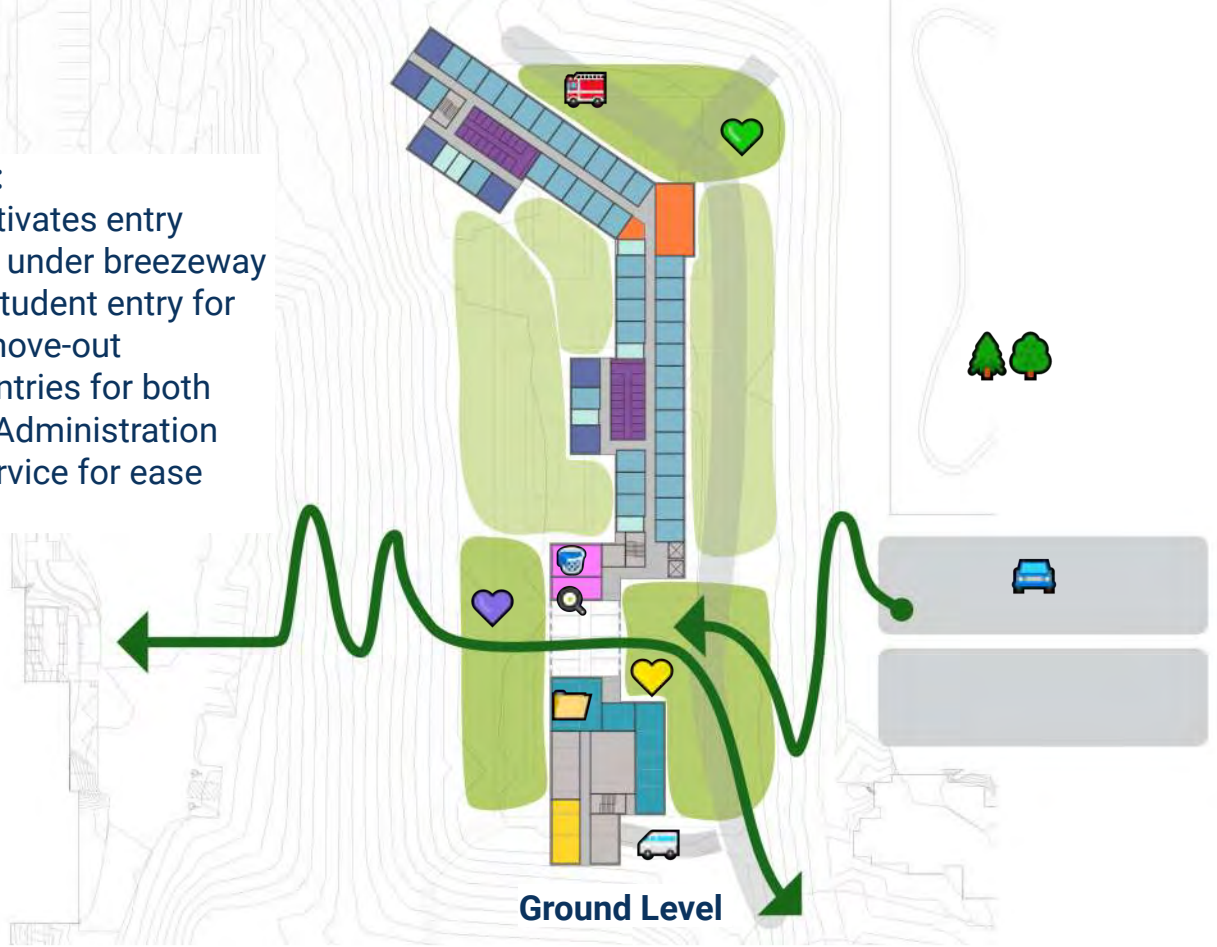 :
tivates entry
under breezeway
tudent entry for
nove-out
ntries for both
Administration
rvice for ease
Ground Level